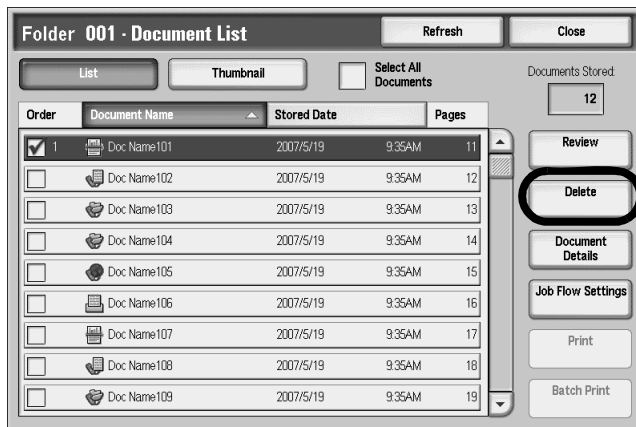 Folder 001 - Document List
Refresh
Close
List
Thumbnail
Select All
Documents
Documents Stored:
12
Order
Document Name
Stored Date
Pages
1 Doc Name101 2007/5/19 9:35AM 11
Doc Name102 2007/5/19 9:35AM 12
Doc Name103 2007/5/19 9:35AM 13
Doc Name104 2007/5/19 9:35AM 14
Doc Name105 2007/5/19 9:35AM 15
Doc Name106 2007/5/19 9:35AM 16
Doc Name107 2007/5/19 9:35AM 17
Doc Name108 2007/5/19 9:35AM 18
Doc Name109 2007/5/19 9:35AM 19
Review
Delete
Document
Details
Job Flow Settings
Print
Batch Print